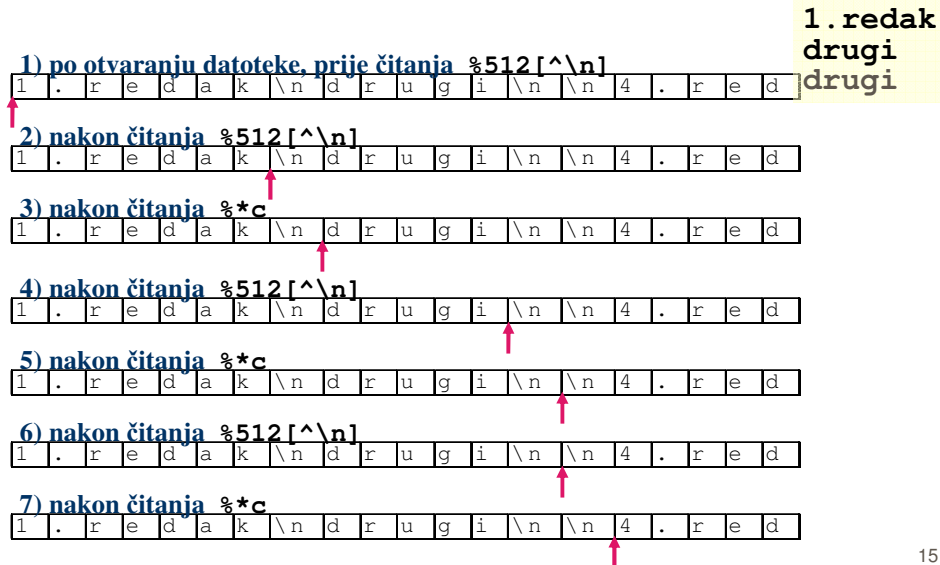 1.redak
drugi
drugi
1) po otvaranju datoteke, prije čitanja %512[^\n]
1 . r e d a k \n d r u g i \n \n 4 . r e d
2) nakon čitanja %512[^\n]
1 . r e d a k \n d r u g i \n \n 4 . r e d
3) nakon čitanja %*c
1 . r e d a k \n d r u g i \n \n 4 . r e d
4) nakon čitanja %512[^\n]
1 . r e d a k \n d r u g i \n \n 4 . r e d
5) nakon čitanja %*c
1 . r e d a k \n d r u g i \n \n 4 . r e d
6) nakon čitanja %512[^\n]
1 . r e d a k \n d r u g i \n \n 4 . r e d
7) nakon čitanja %*c
1 . r e d a k \n d r u g i \n \n 4 . r e d
15